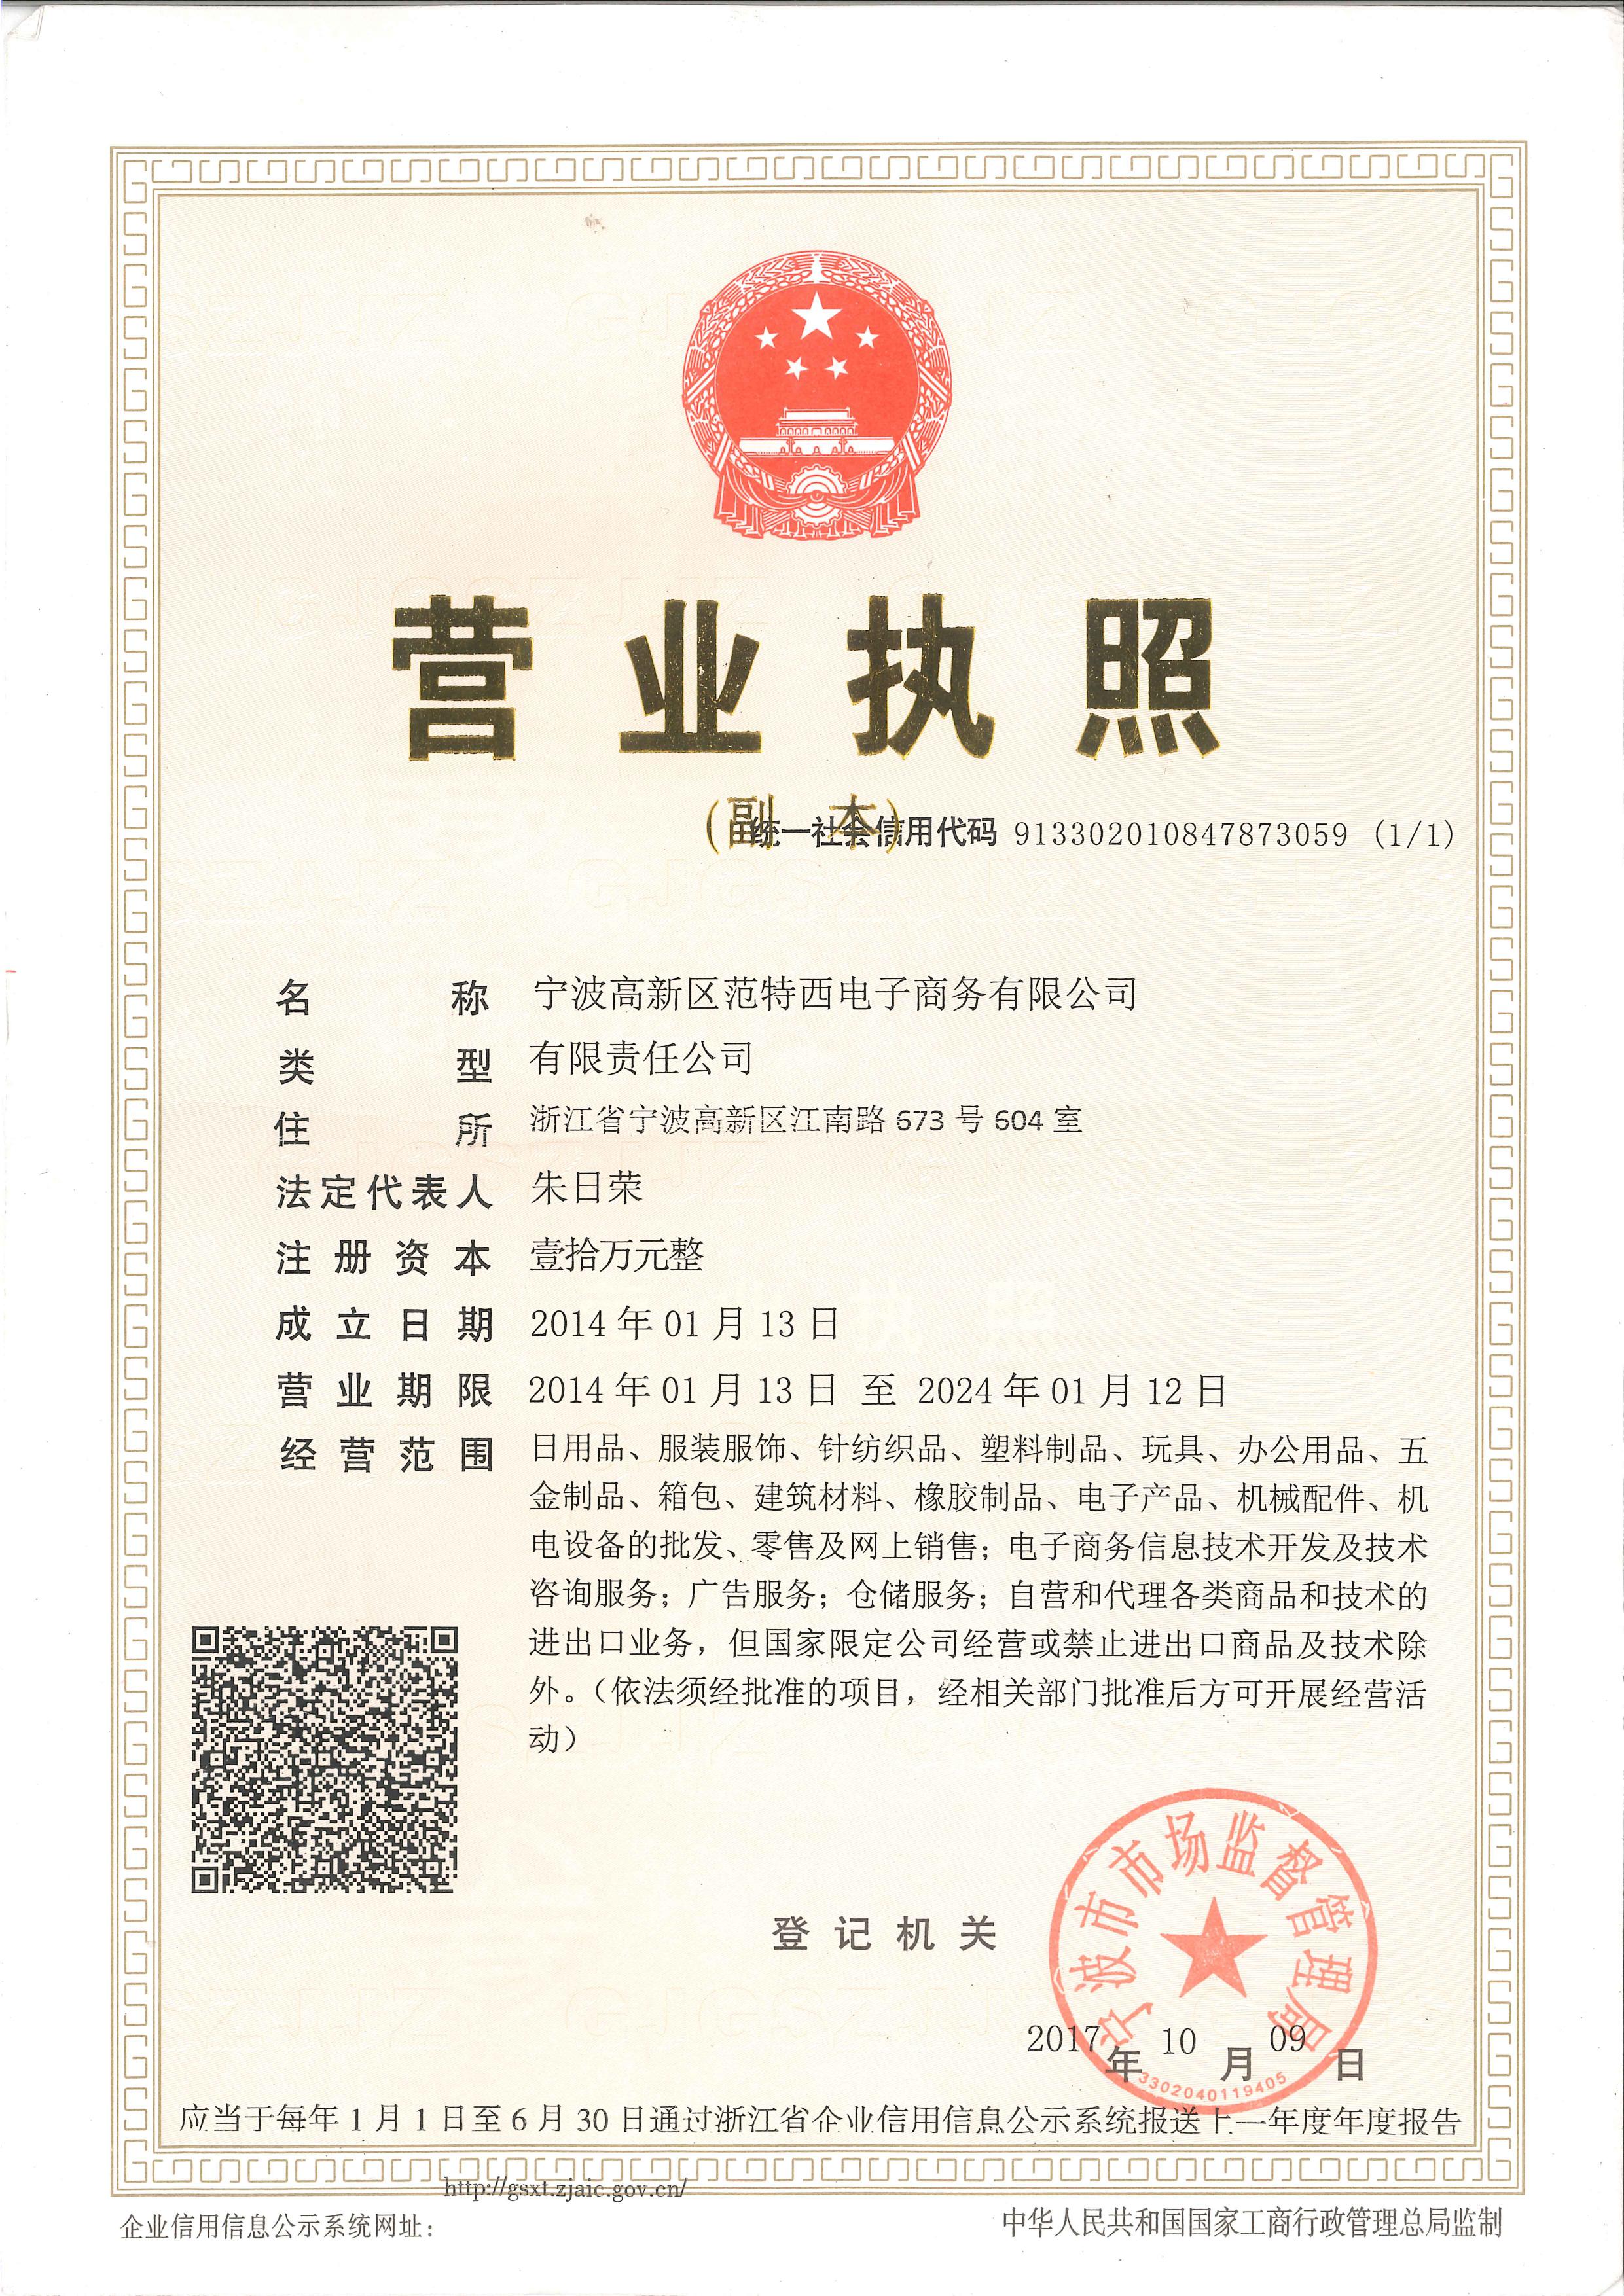 营业执照
（副本）
统一社会信用代码 913302010847873059 (1/1)
名称 宁波高新区范特西电子商务有限公司
类型 有限责任公司
住所 浙江省宁波高新区江南路 673 号 604 室
法定代表人 朱日荣
注册资本 壹拾万元整
成立日期 2014 年 01 月 13 日
营业期限 2014 年 01 月 13 日 至 2024 年 01 月 12 日
经营范围 日用品、服装服饰、针纺织品、塑料制品、玩具、办公用品、五
金制品、箱包、建筑材料、橡胶制品、电子产品、机械配件、机
电设备的批发、零售及网上销售；电子商务信息技术开发及技术
咨询服务；广告服务；仓储服务；自营和代理各类商品和技术的
进出口业务，但国家限定公司经营或禁止进出口商品及技术除
外。（依法须经批准的项目，经相关部门批准后方可开展经营活
动）
宁波市市场监督管理局
登记机关
2017 年 10 月 09 日
3302040119405
应当于每年 1 月 1 日至 6 月 30 日通过浙江省企业信用信息公示系统报送上一年度年度报告
http://gsxt.zjaic.gov.cn/
企业信用信息公示系统网址：
中华人民共和国国家工商行政管理总局监制